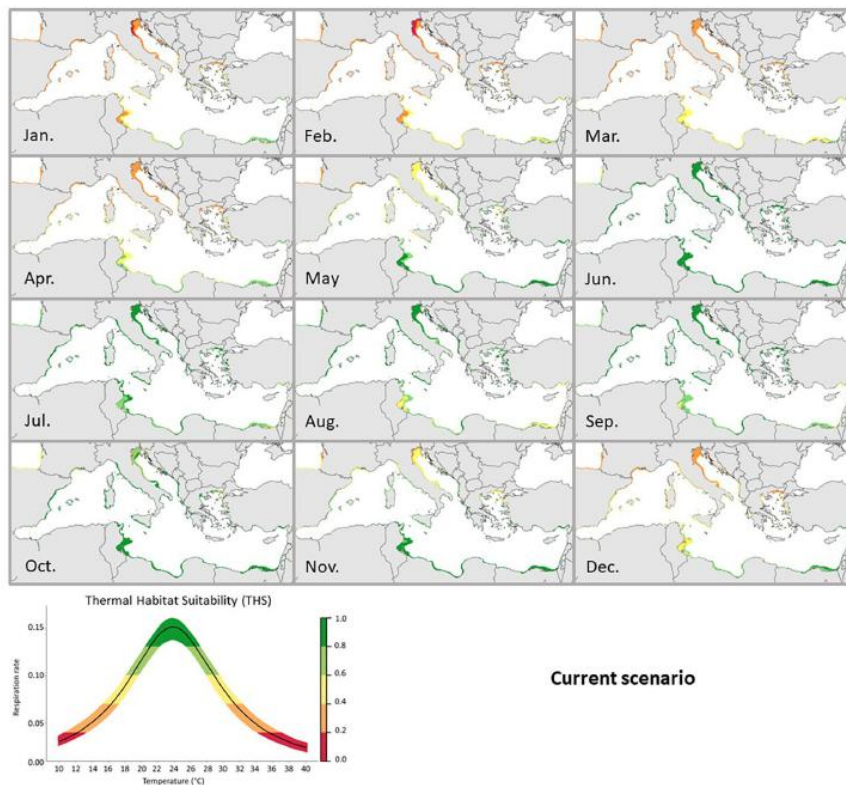 Jan.
Feb.
Mar.
Apr.
May
Jun.
Jul.
Aug.
Sep.
Oct.
Nov.
Dec.
Thermal Habitat Suitability (THS)
Respiration rate
0.15
0.10
0.05
0.00
10 12 14 16 18 20 22 24 26 28 30 32 34 36 38 40
Temperature (°C)
1.0
0.8
0.6
0.4
0.2
0.0
Current scenario